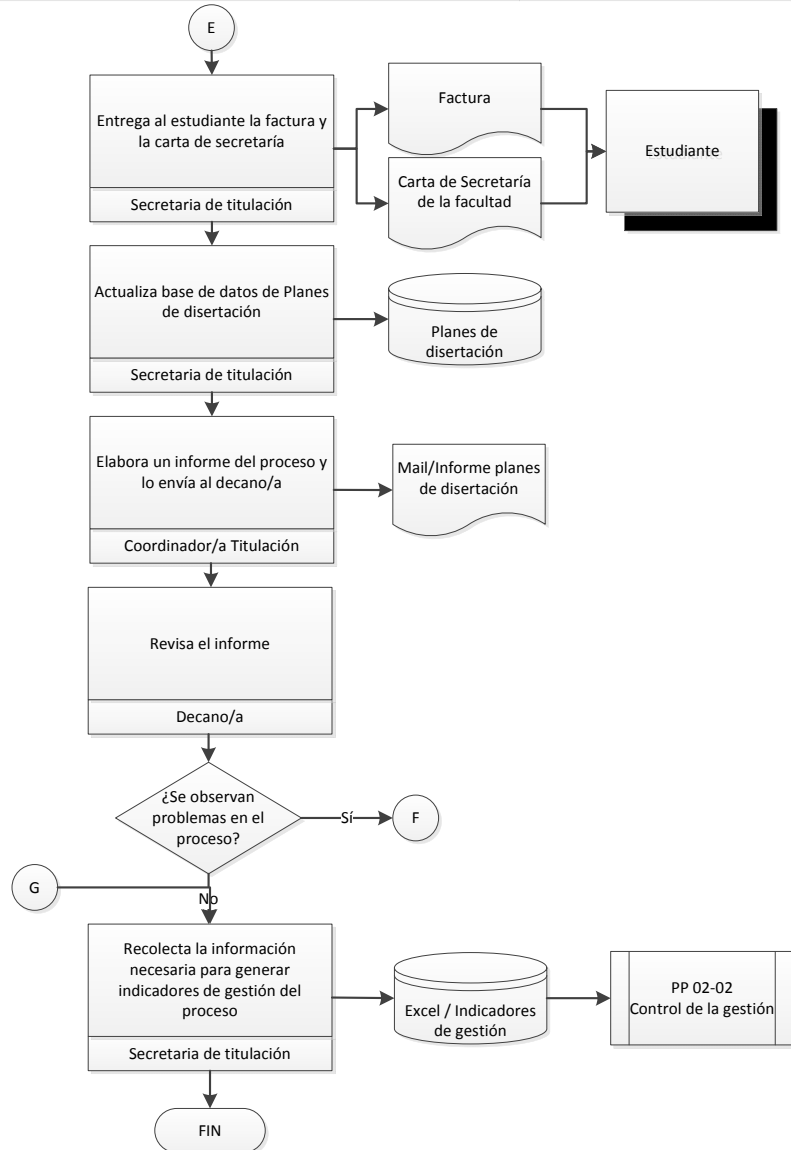 E
Entrega al estudiante la factura y
la carta de secretaría
Secretaria de titulación
Factura
Carta de Secretaría
de la facultad
Estudiante
Actualiza base de datos de Planes
de disertación
Secretaria de titulación
Planes de
disertación
Elabora un informe del proceso y
lo envía al decano/a
Coordinador/a Titulación
Mail/Informe planes
de disertación
Revisa el informe
Decano/a
¿Se observan
problemas en el
proceso?
Sí
F
G
No
Recolecta la información
necesaria para generar
indicadores de gestión del
proceso
Secretaria de titulación
Excel / Indicadores
de gestión
PP 02-02
Control de la gestión
FIN